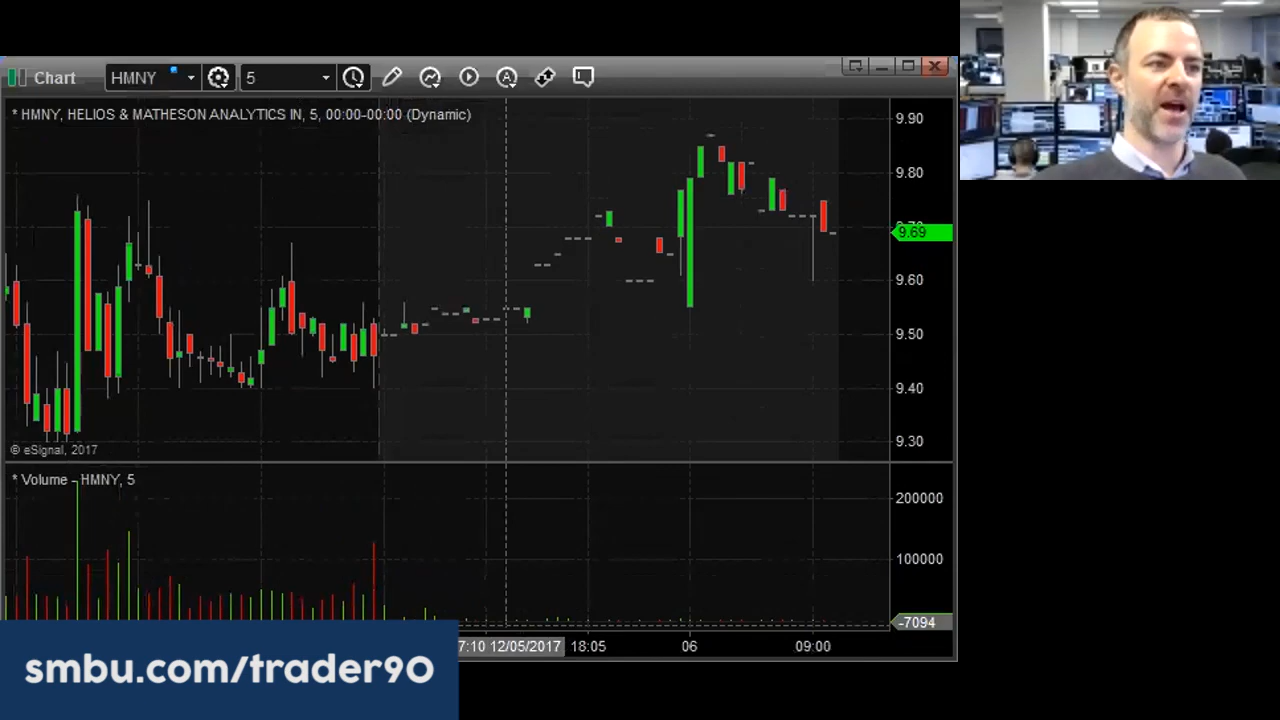 Chart
HMNY
5
* HMNY, HELIOS & MATHESON ANALYTICS IN, 5, 00:00-00:00 (Dynamic)
9.90
9.80
9.69
9.60
9.50
9.40
9.30
© eSignal, 2017
* Volume - HMNY, 5
200000
100000
-7094
7:10 12/05/2017
18:05
06
09:00
smbu.com/trader90